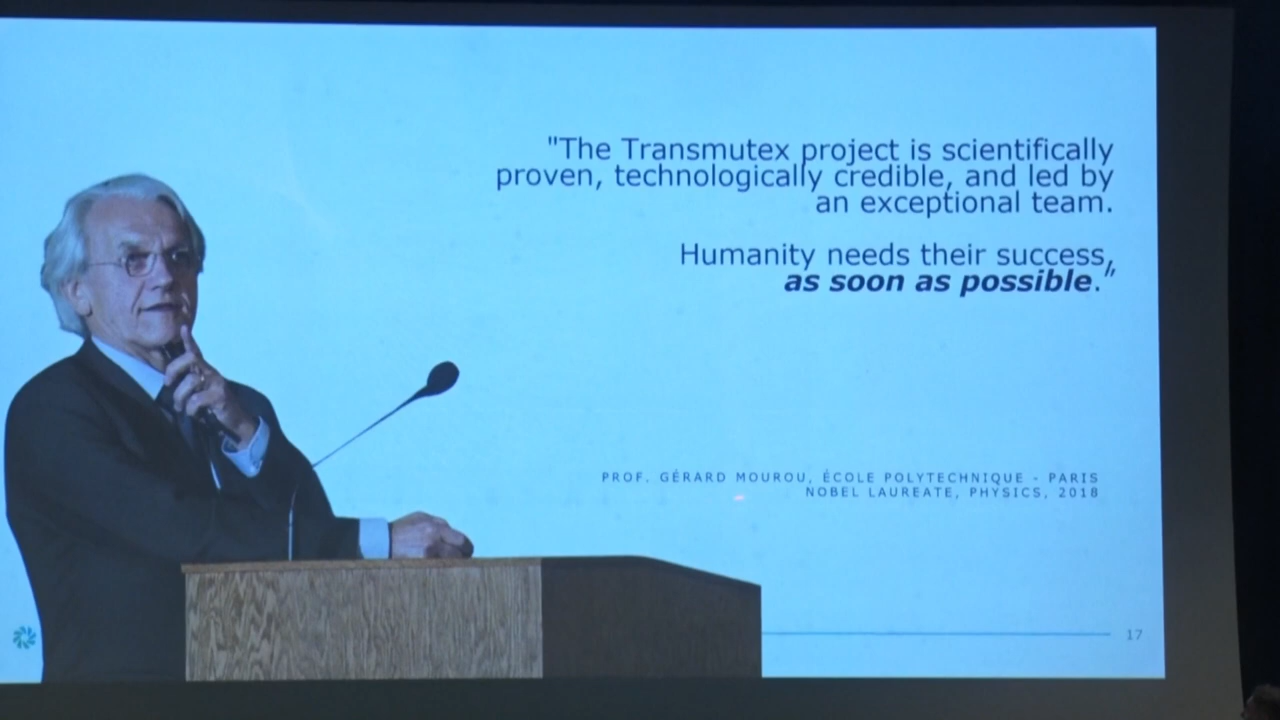 "The Transmutex project is scientifically
proven, technologically credible, and led by
an exceptional team.
Humanity needs their success,
as soon as possible."
PROF. GÉRARD MOUROU, ÉCOLE POLYTECHNIQUE - PARIS
NOBEL LAUREATE, PHYSICS, 2018
17